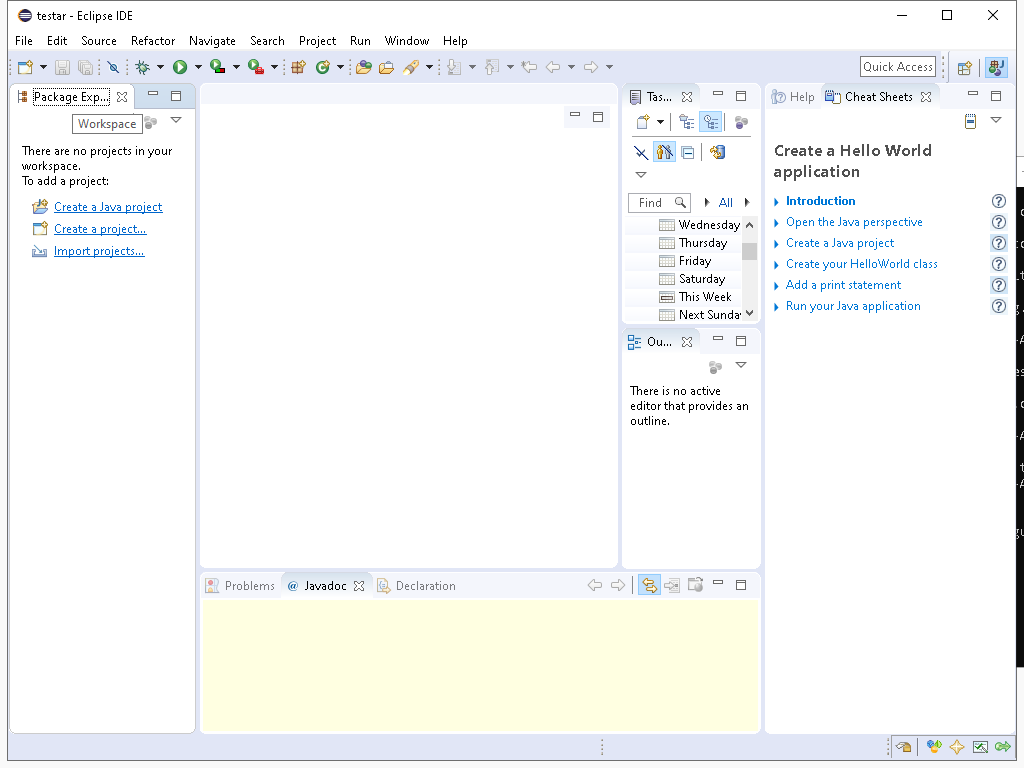 testar - Eclipse IDE
File Edit Source Refactor Navigate Search Project Run Window Help
Quick Access
Package Exp...
Workspace
There are no projects in your
workspace.
To add a project:
Create a Java project
Create a project...
Import projects...
Tas...
Find
All
Wednesday
Thursday
Friday
Saturday
This Week
Next Sunda
Ou...
There is no active
editor that provides an
outline.
Help
Cheat Sheets
Create a Hello World
application
Introduction
Open the Java perspective
Create a Java project
Create your HelloWorld class
Add a print statement
Run your Java application
Problems
@ Javadoc
Declaration